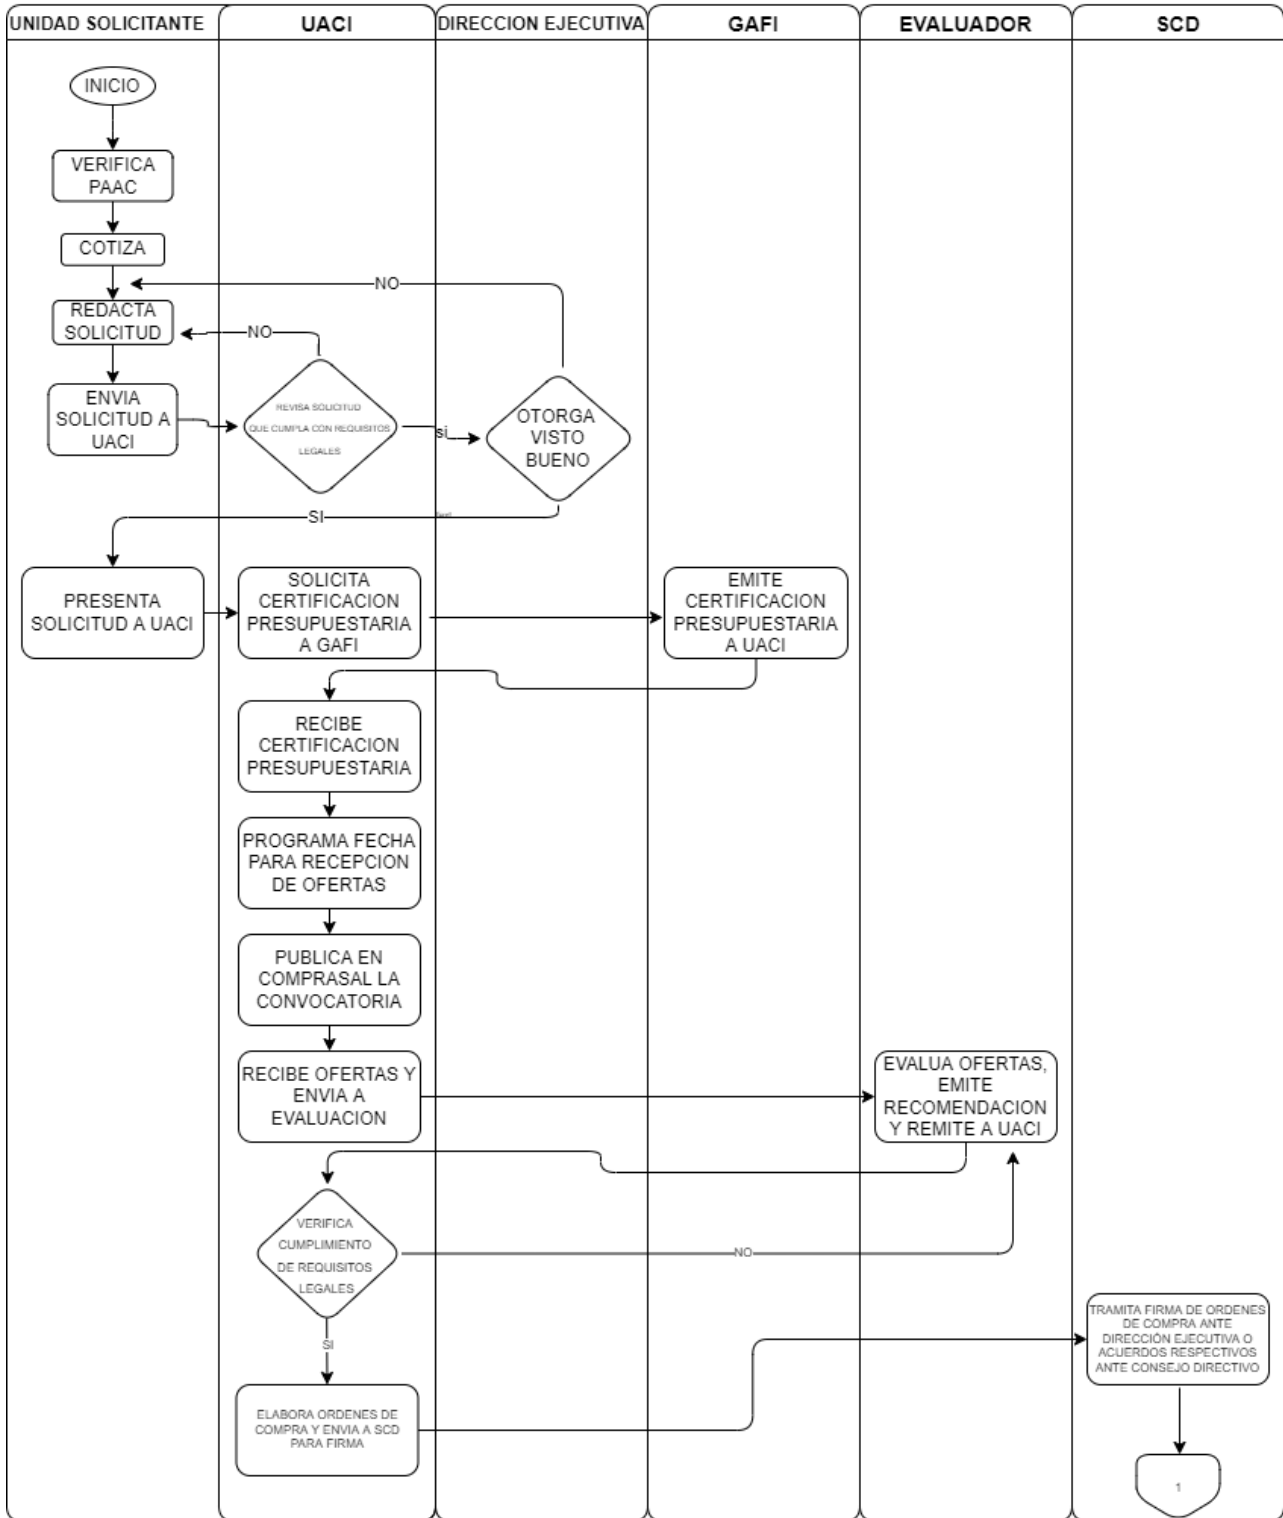 UNIDAD SOLICITANTE
UACI
DIRECCION EJECUTIVA
GAFI
EVALUADOR
SCD
INICIO
VERIFICA
PAAC
COTIZA
NO
REDACTA
SOLICITUD
NO
ENVIA
SOLICITUD A
UACI
REVISA SOLICITUD
QUE CUMPLA CON REQUISITOS
LEGALES
si
OTORGA
VISTO
BUENO
SI
Text
PRESENTA
SOLICITUD A UACI
SOLICITA
CERTIFICACION
PRESUPUESTARIA
A GAFI
EMITE
CERTIFICACION
PRESUPUESTARIA
A UACI
RECIBE
CERTIFICACION
PRESUPUESTARIA
PROGRAMA FECHA
PARA RECEPCION
DE OFERTAS
PUBLICA EN
COMPRASAL LA
CONVOCATORIA
RECIBE OFERTAS Y
ENVIA A
EVALUACION
EVALUA OFERTAS,
EMITE
RECOMENDACION
Y REMITE A UACI
VERIFICA
CUMPLIMIENTO
DE REQUISITOS
LEGALES
NO
SI
TRAMITA FIRMA DE ORDENES
DE COMPRA ANTE
DIRECCIÓN EJECUTIVA O
ACUERDOS RESPECTIVOS
ANTE CONSEJO DIRECTIVO
ELABORA ORDENES DE
COMPRA Y ENVIA A SCD
PARA FIRMA
1